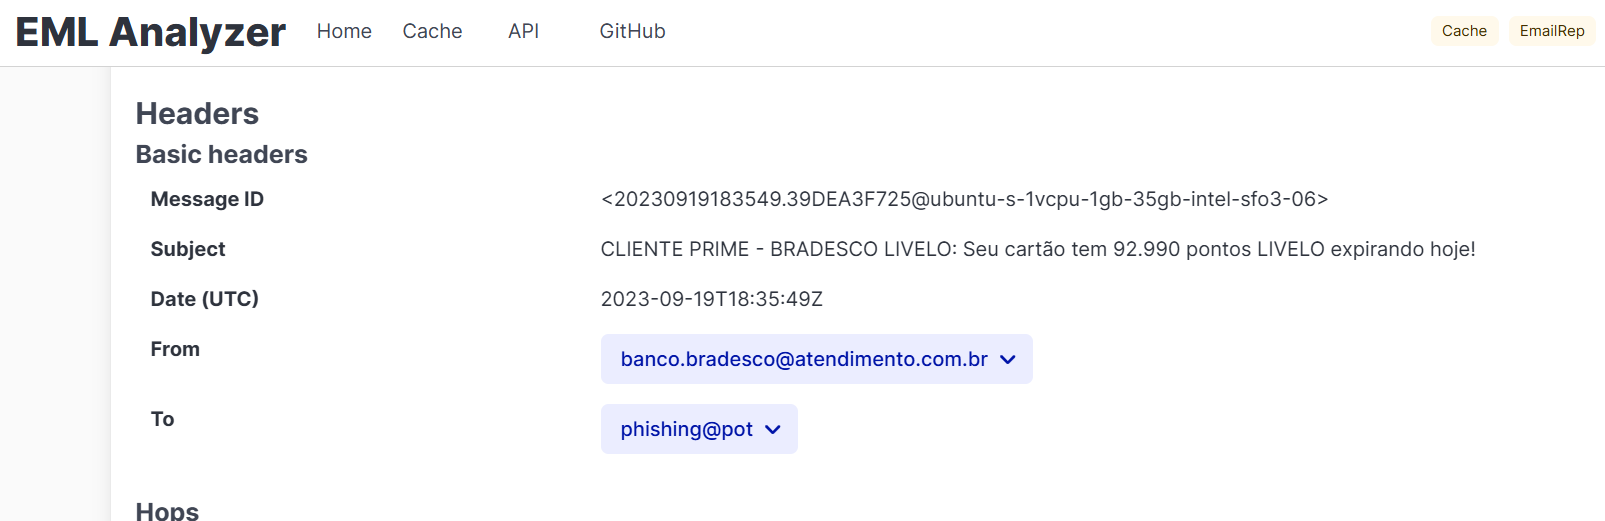 EML Analyzer Home Cache API GitHub Cache EmailRep
Headers
Basic headers
Message ID <20230919183549.39DEA3F725@ubuntu-s-1vcpu-1gb-35gb-intel-sfo3-06>
Subject CLIENTE PRIME - BRADESCO LIVELO: Seu cartão tem 92.990 pontos LIVELO expirando hoje!
Date (UTC) 2023-09-19T18:35:49Z
From banco.bradesco@atendimento.com.br
To phishing@pot
Hops